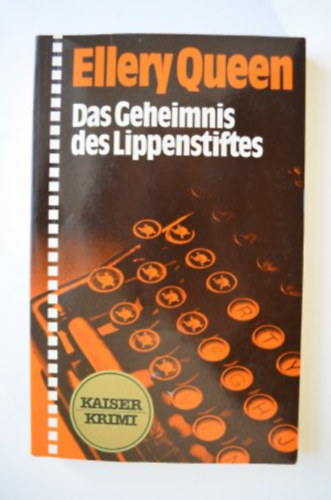 Ellery Queen
Das Geheimnis
des Lippenstiftes
R T
F G H J
KAISER
KRIMI